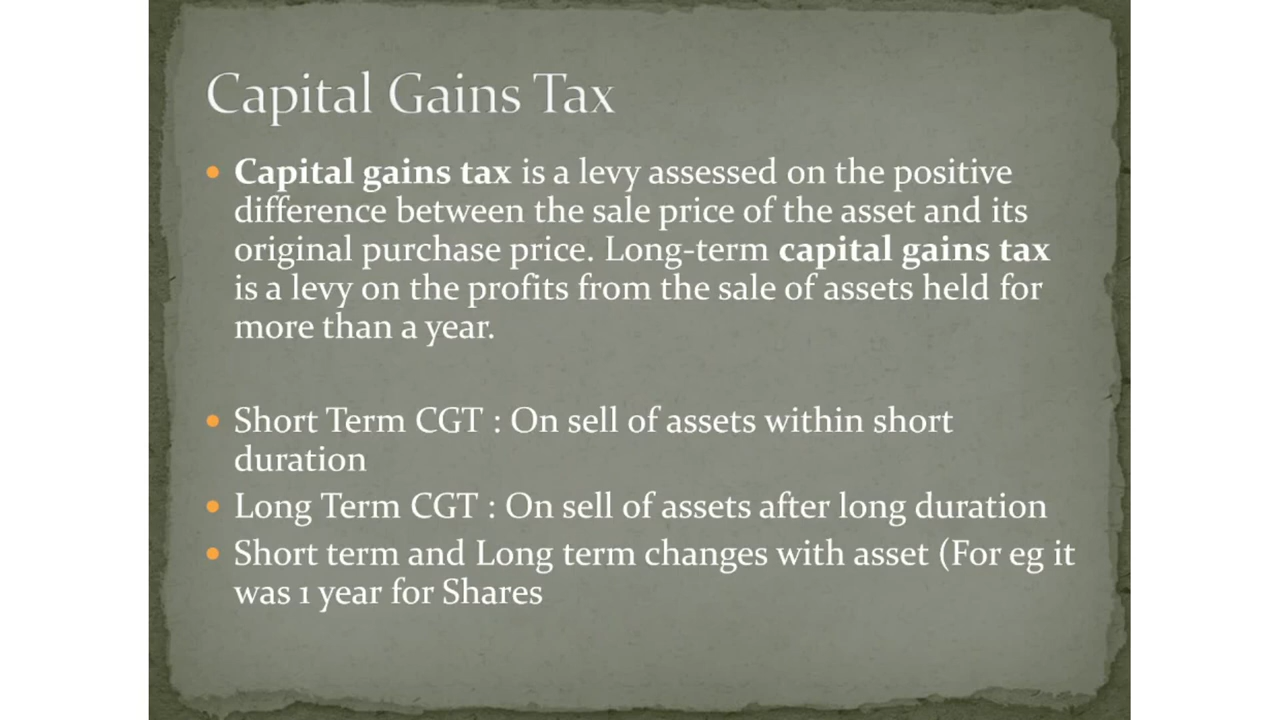 Capital Gains Tax
• Capital gains tax is a levy assessed on the positive
difference between the sale price of the asset and its
original purchase price. Long-term capital gains tax
is a levy on the profits from the sale of assets held for
more than a year.
• Short Term CGT : On sell of assets within short
duration
• Long Term CGT : On sell of assets after long duration
• Short term and Long term changes with asset (For eg it
was 1 year for Shares